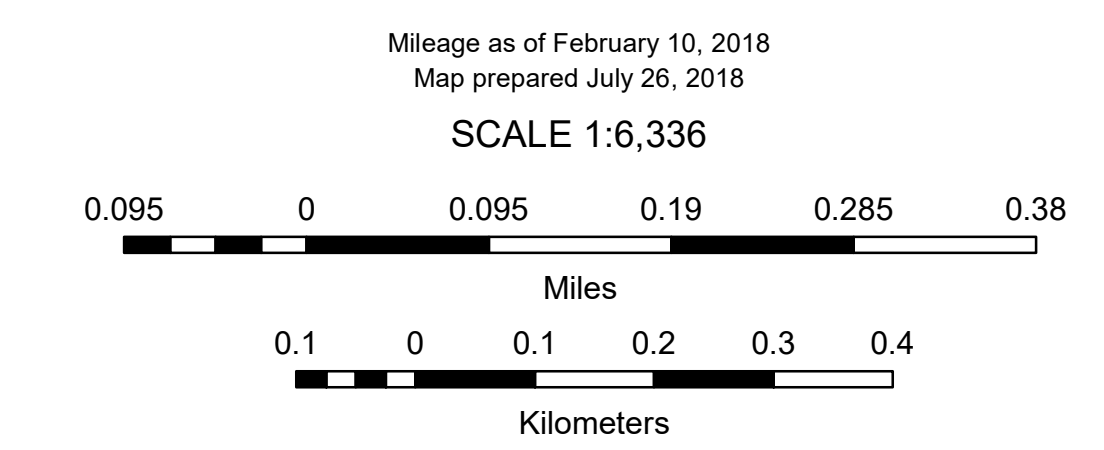 Mileage as of February 10, 2018
Map prepared July 26, 2018
SCALE 1:6,336
0.095 0 0.095 0.19 0.285 0.38
Miles
0.1 0 0.1 0.2 0.3 0.4
Kilometers